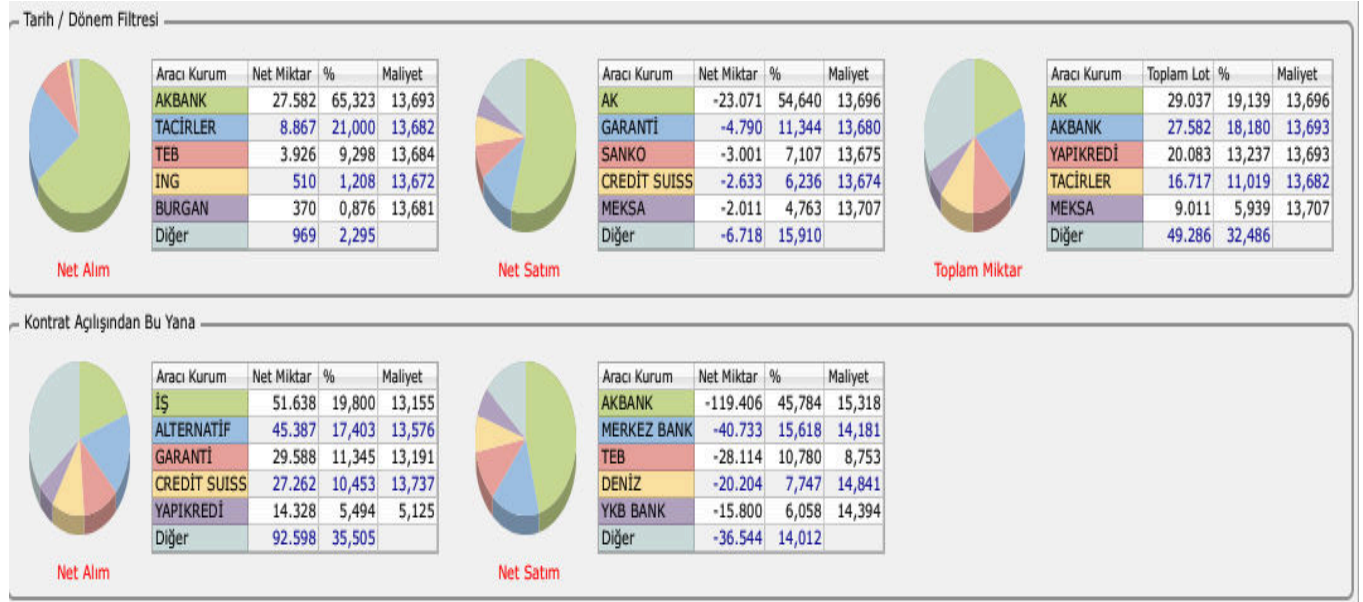 Tarih / Dönem Filtresi
Aracı Kurum Net Miktar % Maliyet
AKBANK 27.582 65,323 13,693
TACİRLER 8.867 21,000 13,682
TEB 3.926 9,298 13,684
ING 510 1,208 13,672
BURGAN 370 0,876 13,681
Diğer 969 2,295
Net Alım
Aracı Kurum Net Miktar % Maliyet
AK -23.071 54,640 13,696
GARANTİ -4.790 11,344 13,680
SANKO -3.001 7,107 13,675
CREDİT SUISS -2.633 6,236 13,674
MEKSA -2.011 4,763 13,707
Diğer -6.718 15,910
Net Satım
Aracı Kurum Toplam Lot % Maliyet
AK 29.037 19,139 13,696
AKBANK 27.582 18,180 13,693
YAPIKREDİ 20.083 13,237 13,693
TACİRLER 16.717 11,019 13,682
MEKSA 9.011 5,939 13,707
Diğer 49.286 32,486
Toplam Miktar
Kontrat Açılışından Bu Yana
Aracı Kurum Net Miktar % Maliyet
İŞ 51.638 19,800 13,155
ALTERNATİF 45.387 17,403 13,576
GARANTİ 29.588 11,345 13,191
CREDİT SUISS 27.262 10,453 13,737
YAPIKREDİ 14.328 5,494 5,125
Diğer 92.598 35,505
Net Alım
Aracı Kurum Net Miktar % Maliyet
AKBANK -119.406 45,784 15,318
MERKEZ BANK -40.733 15,618 14,181
TEB -28.114 10,780 8,753
DENİZ -20.204 7,747 14,841
YKB BANK -15.800 6,058 14,394
Diğer -36.544 14,012
Net Satım